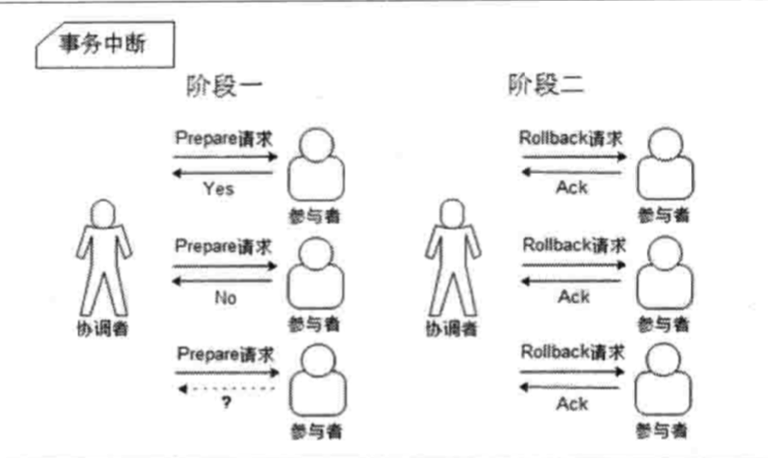 事务中断
阶段一
阶段二
Prepare请求
Yes
参与者
Prepare请求
No
参与者
Prepare请求
?
参与者
协调者
Rollback请求
Ack
参与者
Rollback请求
Ack
参与者
Rollback请求
Ack
参与者
协调者